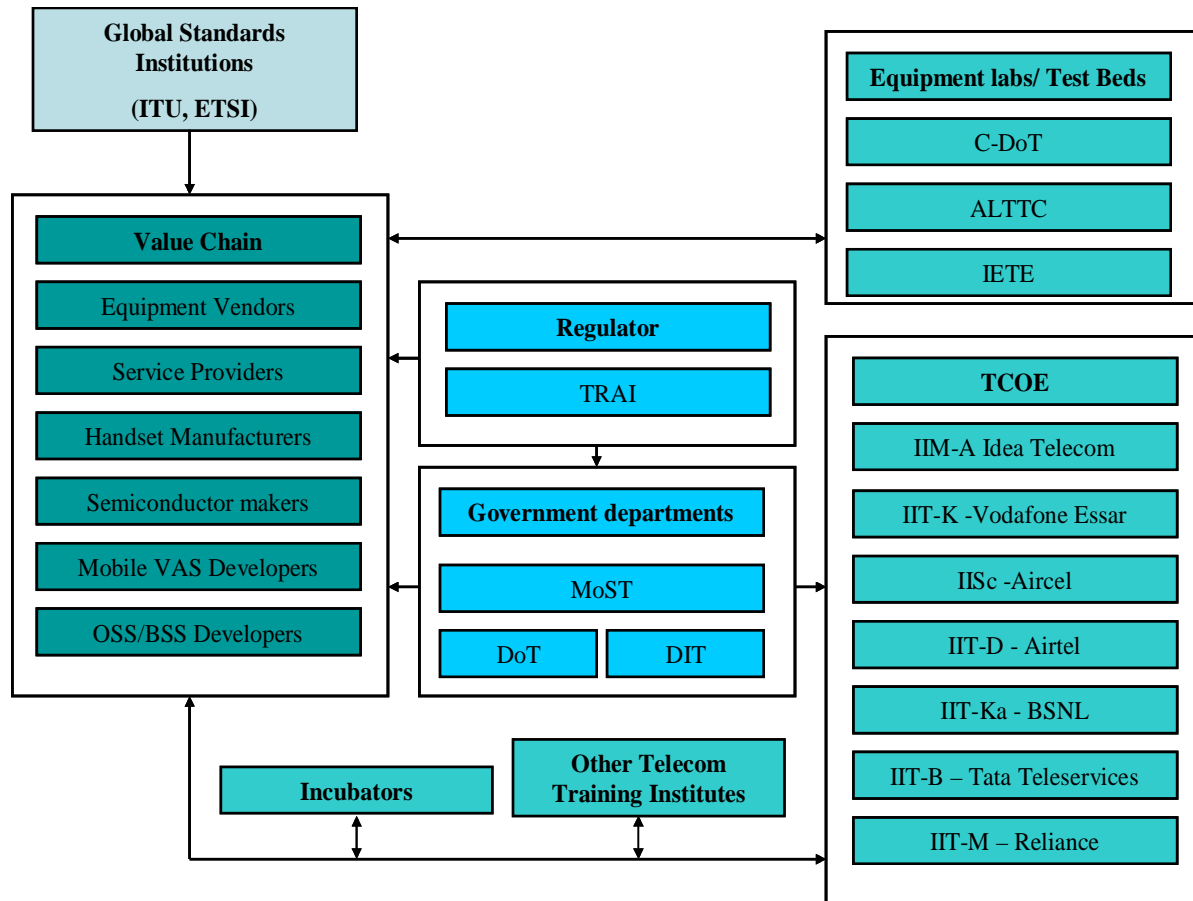 Global Standards
Institutions
(ITU, ETSI)
Value Chain
Equipment Vendors
Service Providers
Handset Manufacturers
Semiconductor makers
Mobile VAS Developers
OSS/BSS Developers
Regulator
TRAI
Government departments
MoST
DoT
DIT
Incubators
Other Telecom
Training Institutes
Equipment labs/ Test Beds
C-DoT
ALTTC
IETE
TCOE
IIM-A Idea Telecom
IIT-K -Vodafone Essar
IISc -Aircel
IIT-D - Airtel
IIT-Ka - BSNL
IIT-B – Tata Teleservices
IIT-M – Reliance